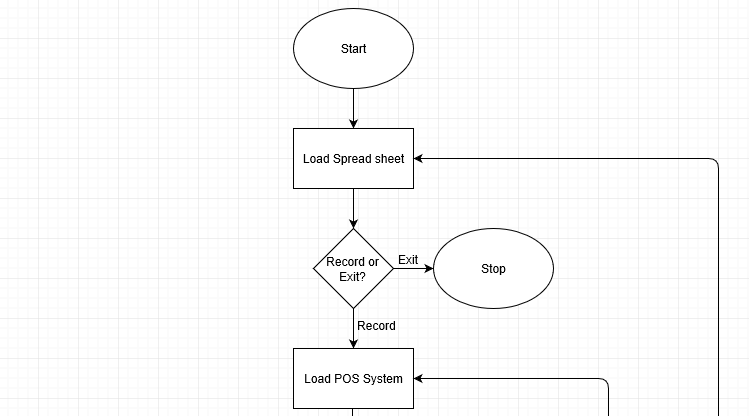 Start
Load Spread sheet
Record or
Exit?
Exit
Stop
Record
Load POS System